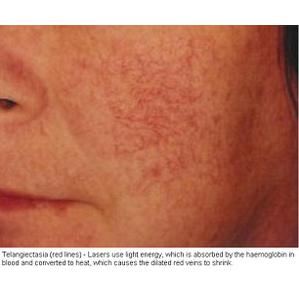 Telangiectasia (red lines) - Lasers use light energy, which is absorbed by the haemoglobin in
blood and converted to heat, which causes the dilated red veins to shrink.